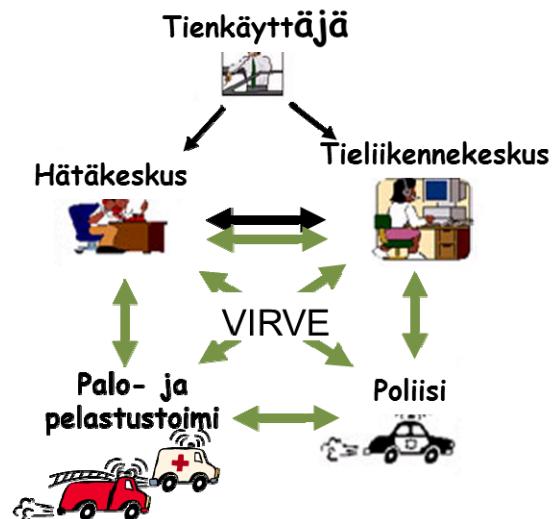 Tienkäyttäjä
Hätäkeskus
Tieliikennekeskus
VIRVE
Palo- ja
pelastustoimi
Poliisi